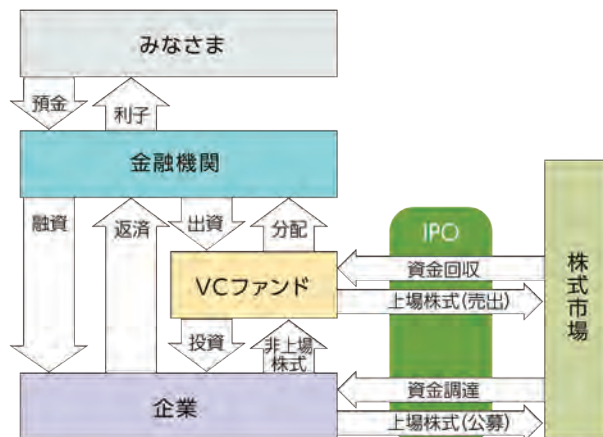 みなさま
預金
利子
金融機関
融資
返済
出資
分配
IPO
資金回収
VCファンド
上場株式(売出)
株式市場
投資
非上場
株式
資金調達
企業
上場株式(公募)